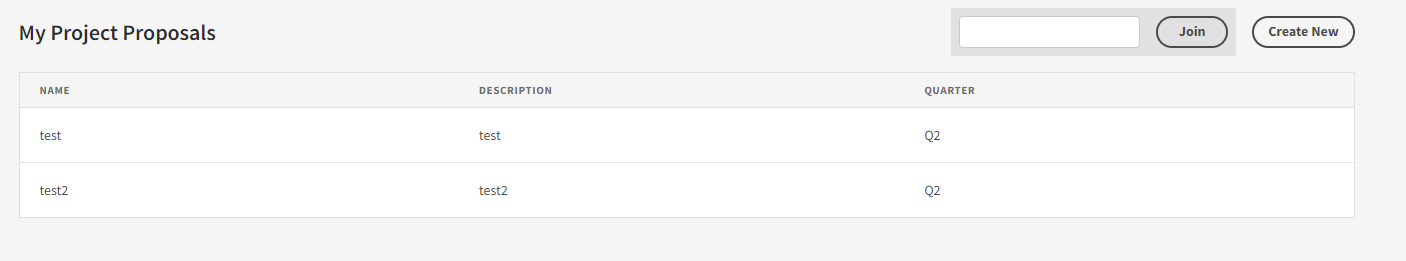 My Project Proposals Join Create New
NAME DESCRIPTION QUARTER
test test Q2
test2 test2 Q2